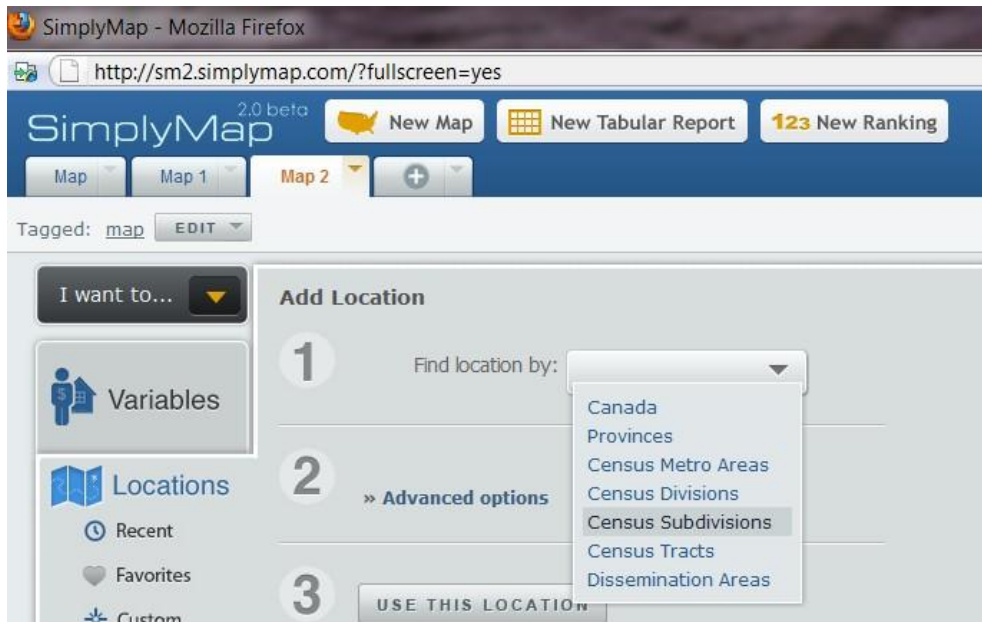 SimplyMap - Mozilla Firefox
http://sm2.simplymap.com/?fullscreen=yes
SimplyMap 2.0 beta New Map New Tabular Report 123 New Ranking
Map Map 1 Map 2
Tagged: map EDIT
I want to...
Add Location
1 Find location by:
Variables
Canada
Provinces
Census Metro Areas
Census Divisions
Census Subdivisions
Census Tracts
Dissemination Areas
Locations
2 » Advanced options
Recent
Favorites
Custom
3 USE THIS LOCATION